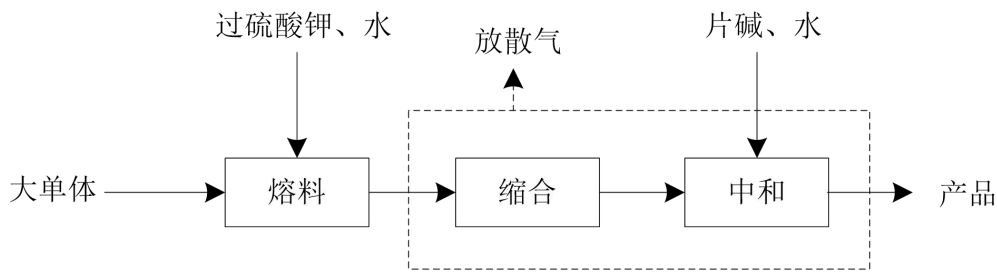 过硫酸钾、水
放散气
片碱、水
大单体
熔料
缩合
中和
产品